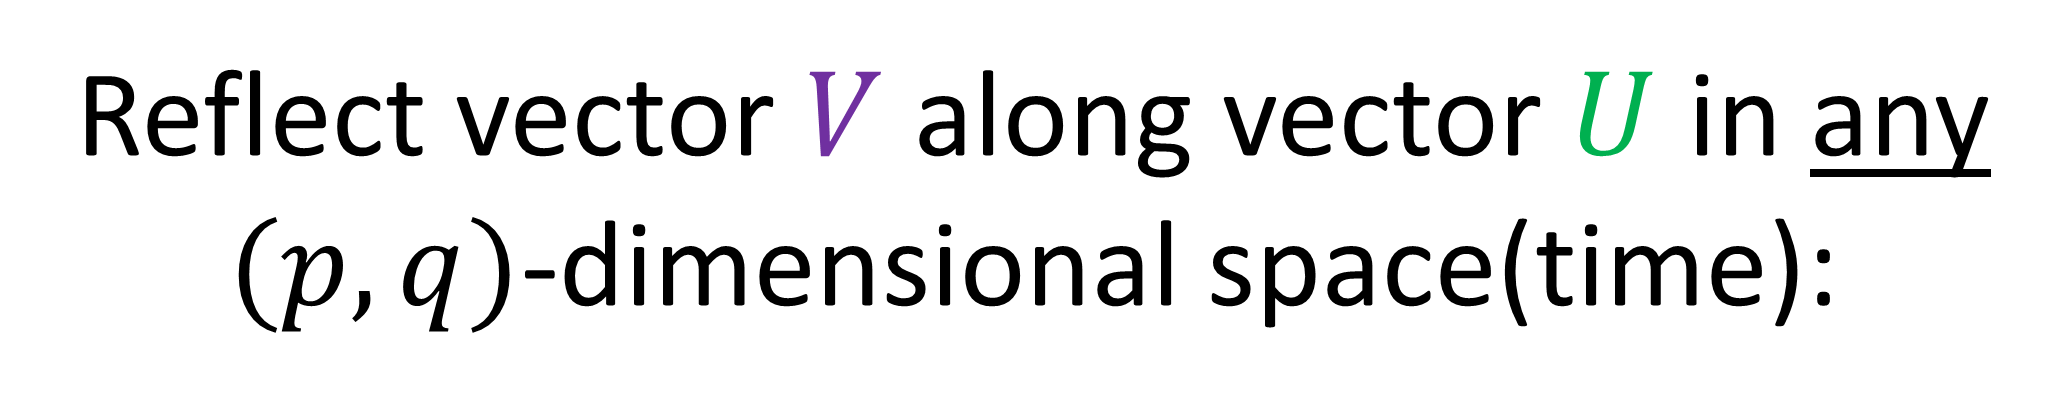 Reflect vector V along vector U in any
(p, q)-dimensional space(time):